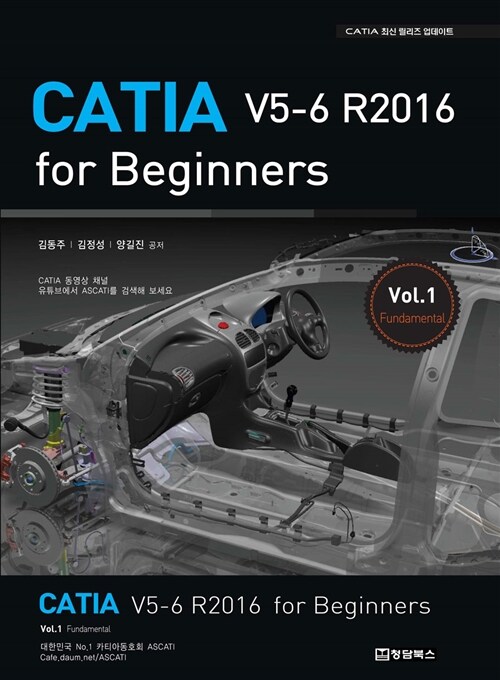 CATIA 최신 릴리즈 업데이트
CATIA V5-6 R2016
for Beginners
김동주 | 김정성 | 양길진 공저
CATIA 동영상 채널
유튜브에서 ASCATI를 검색해 보세요
Vol.1
Fundamental
CATIA V5-6 R2016 for Beginners
Vol.1 Fundamental
대한민국 No.1 카티아동호회 ASCATI
Cafe.daum.net/ASCATI
청담북스